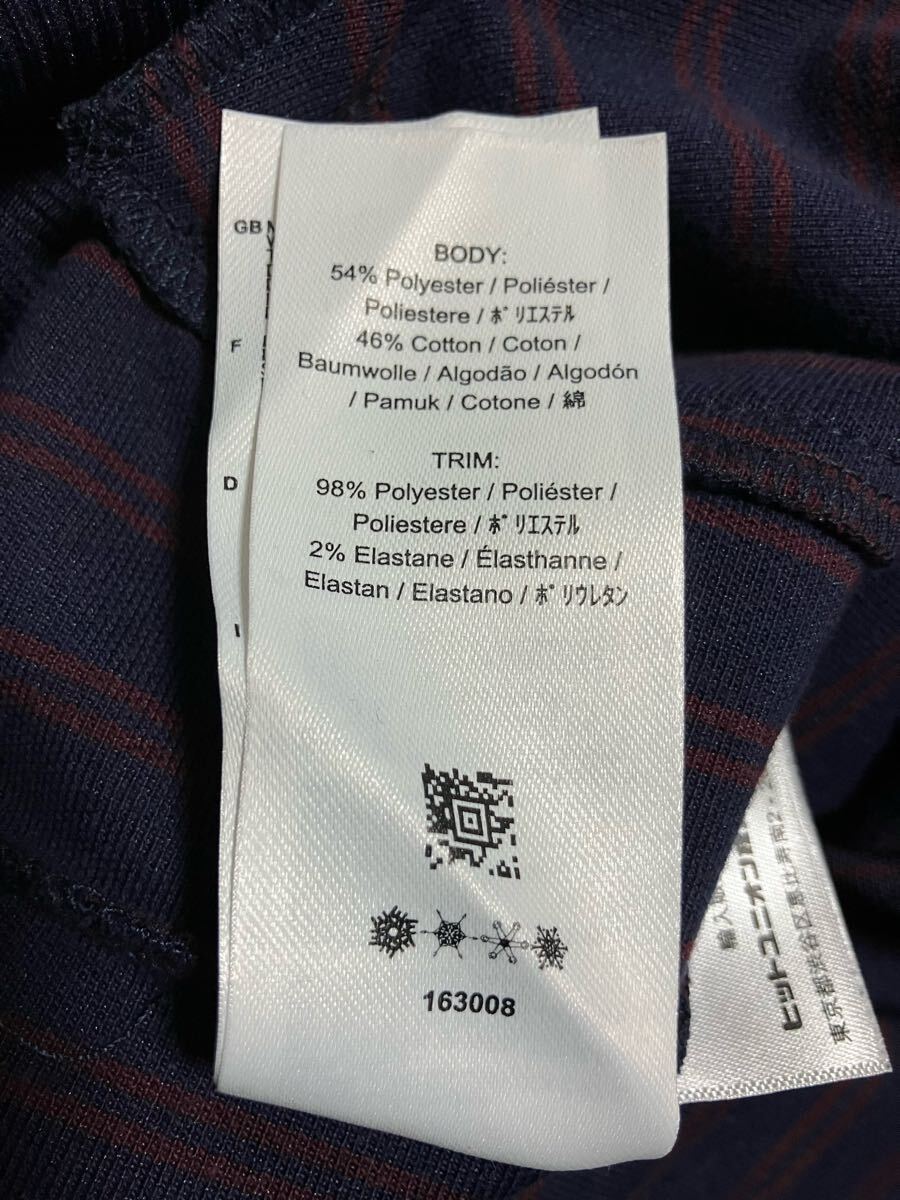 BODY:
54% Polyester / Poliéster /
Poliestere / ﾎﾟﾘｴｽﾃﾙ
46% Cotton / Coton /
Baumwolle / Algodão / Algodón
/ Pamuk / Cotone / 綿
TRIM:
98% Polyester / Poliéster /
Poliestere / ﾎﾟﾘｴｽﾃﾙ
2% Elastane / Élasthanne /
Elastan / Elastano / ﾎﾟﾘｳﾚﾀﾝ
163008
GB
F
D
I
輸入
ヒットユニオン
東京都渋谷区恵比寿南2